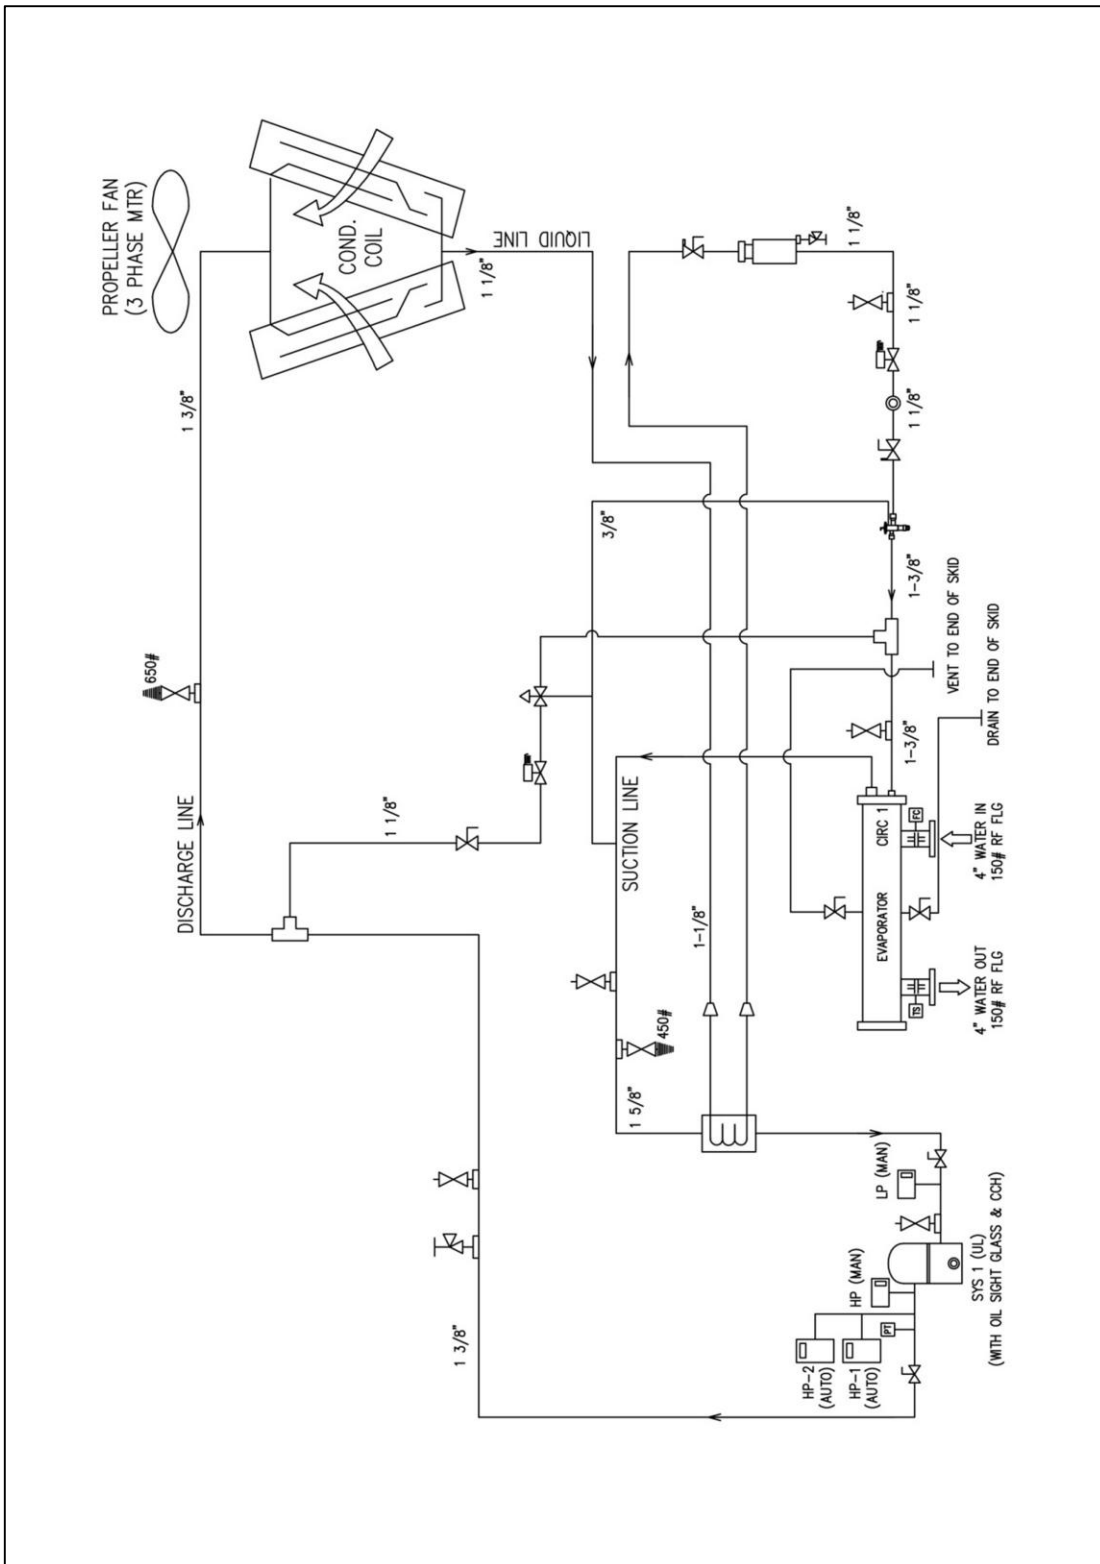 PROPELLER FAN
(3 PHASE MTR)
1 3/8"
650#
DISCHARGE LINE
COND.
COIL
LIQUID LINE
1 1/8"
1 1/8"
3/8"
SUCTION LINE
1-1/8"
450#
1 5/8"
1 3/8"
1 1/8"
1 1/8"
1 1/8"
1-3/8"
1-3/8"
VENT TO END OF SKID
DRAIN TO END OF SKID
EVAPORATOR
CIRC 1
FC
TS
4" WATER IN
150# RF FLG
4" WATER OUT
150# RF FLG
LP (MAN)
HP (MAN)
PT
HP-2
(AUTO)
HP-1
(AUTO)
SYS 1 (UL)
(WITH OIL SIGHT GLASS & CCH)